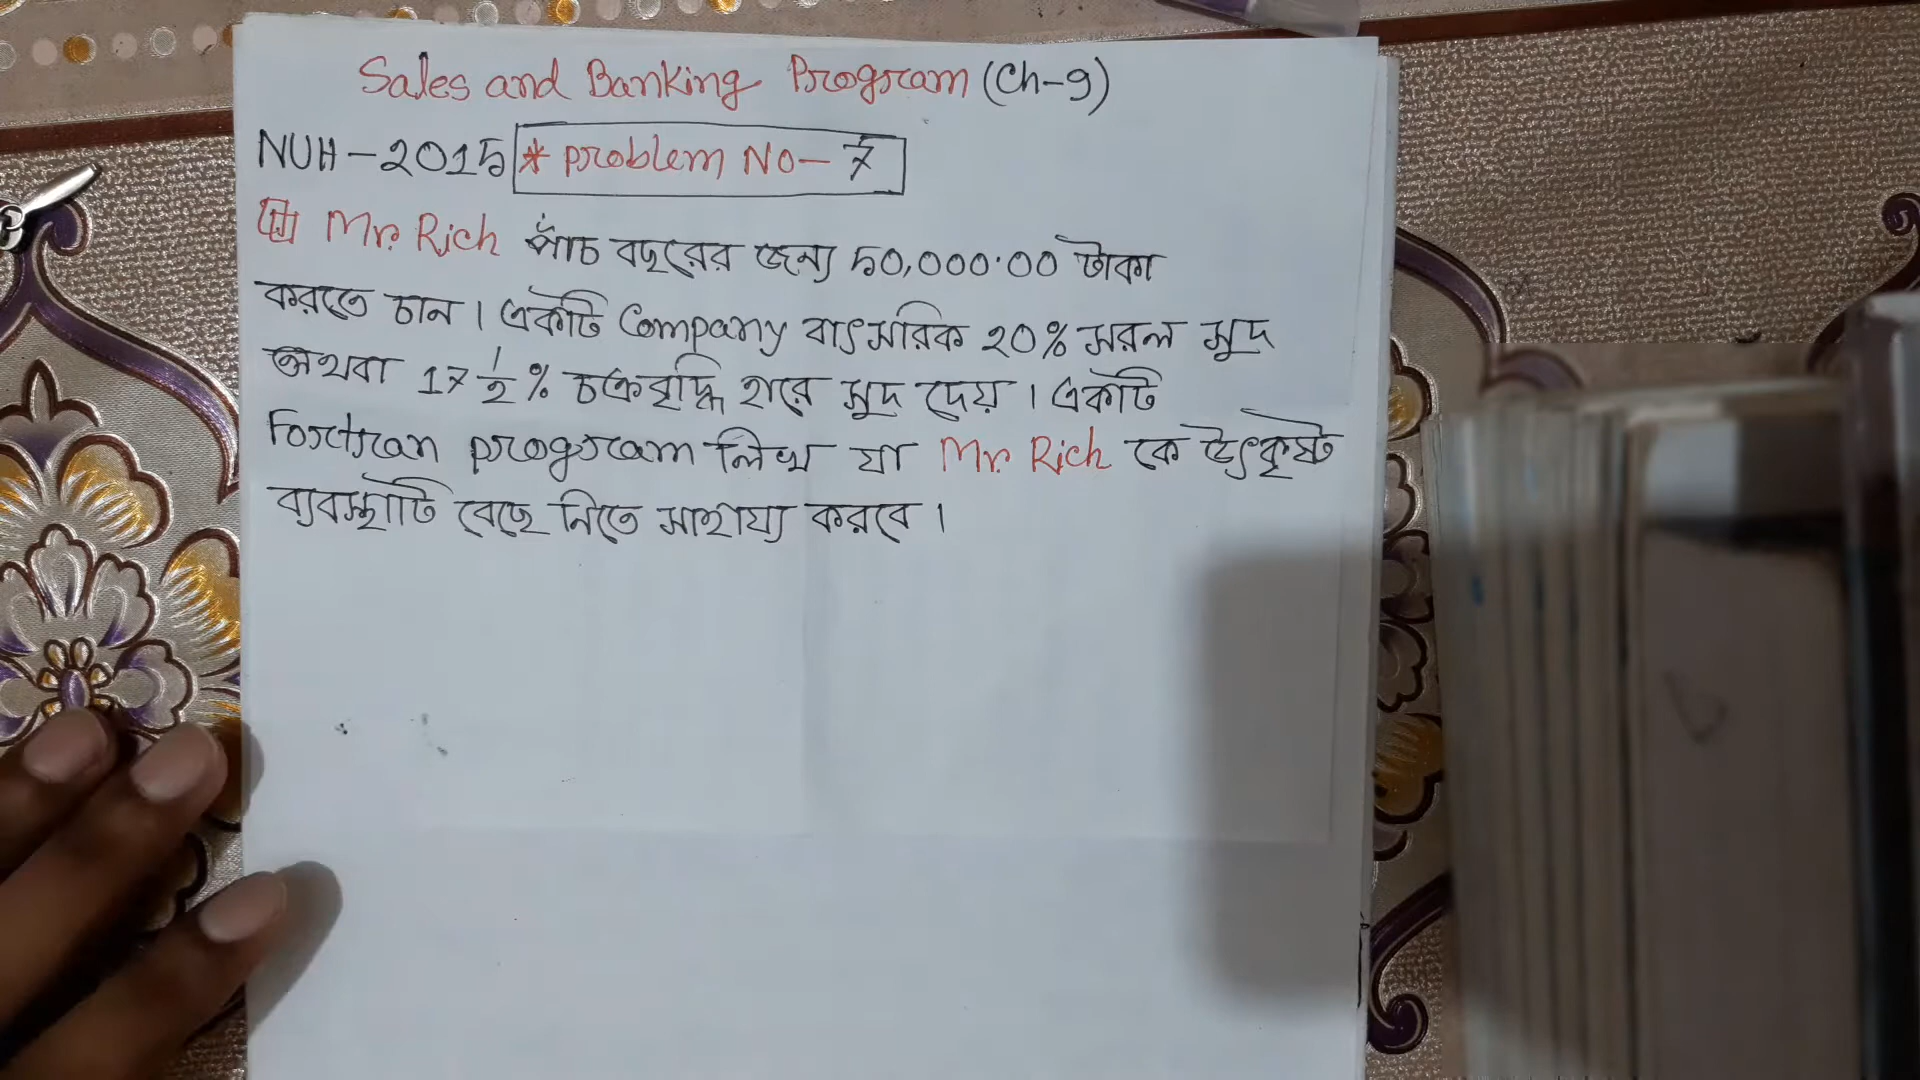 Sales and Banking Program (Ch-9)
NUH-2015 * Problem NO- 7
Mr. Rich পাঁচ বছরের জন্য 50,000.00 টাকা
করতে চান। একটি Company বাৎসরিক 20% সরল সুদ
অথবা 17 1/2 % চক্রবৃদ্ধি হারে সুদ দেয়। একটি
Fortran program লিখ যা Mr. Rich কে উৎকৃষ্ট
ব্যবস্থাটি বেছে নিতে সাহায্য করবে।